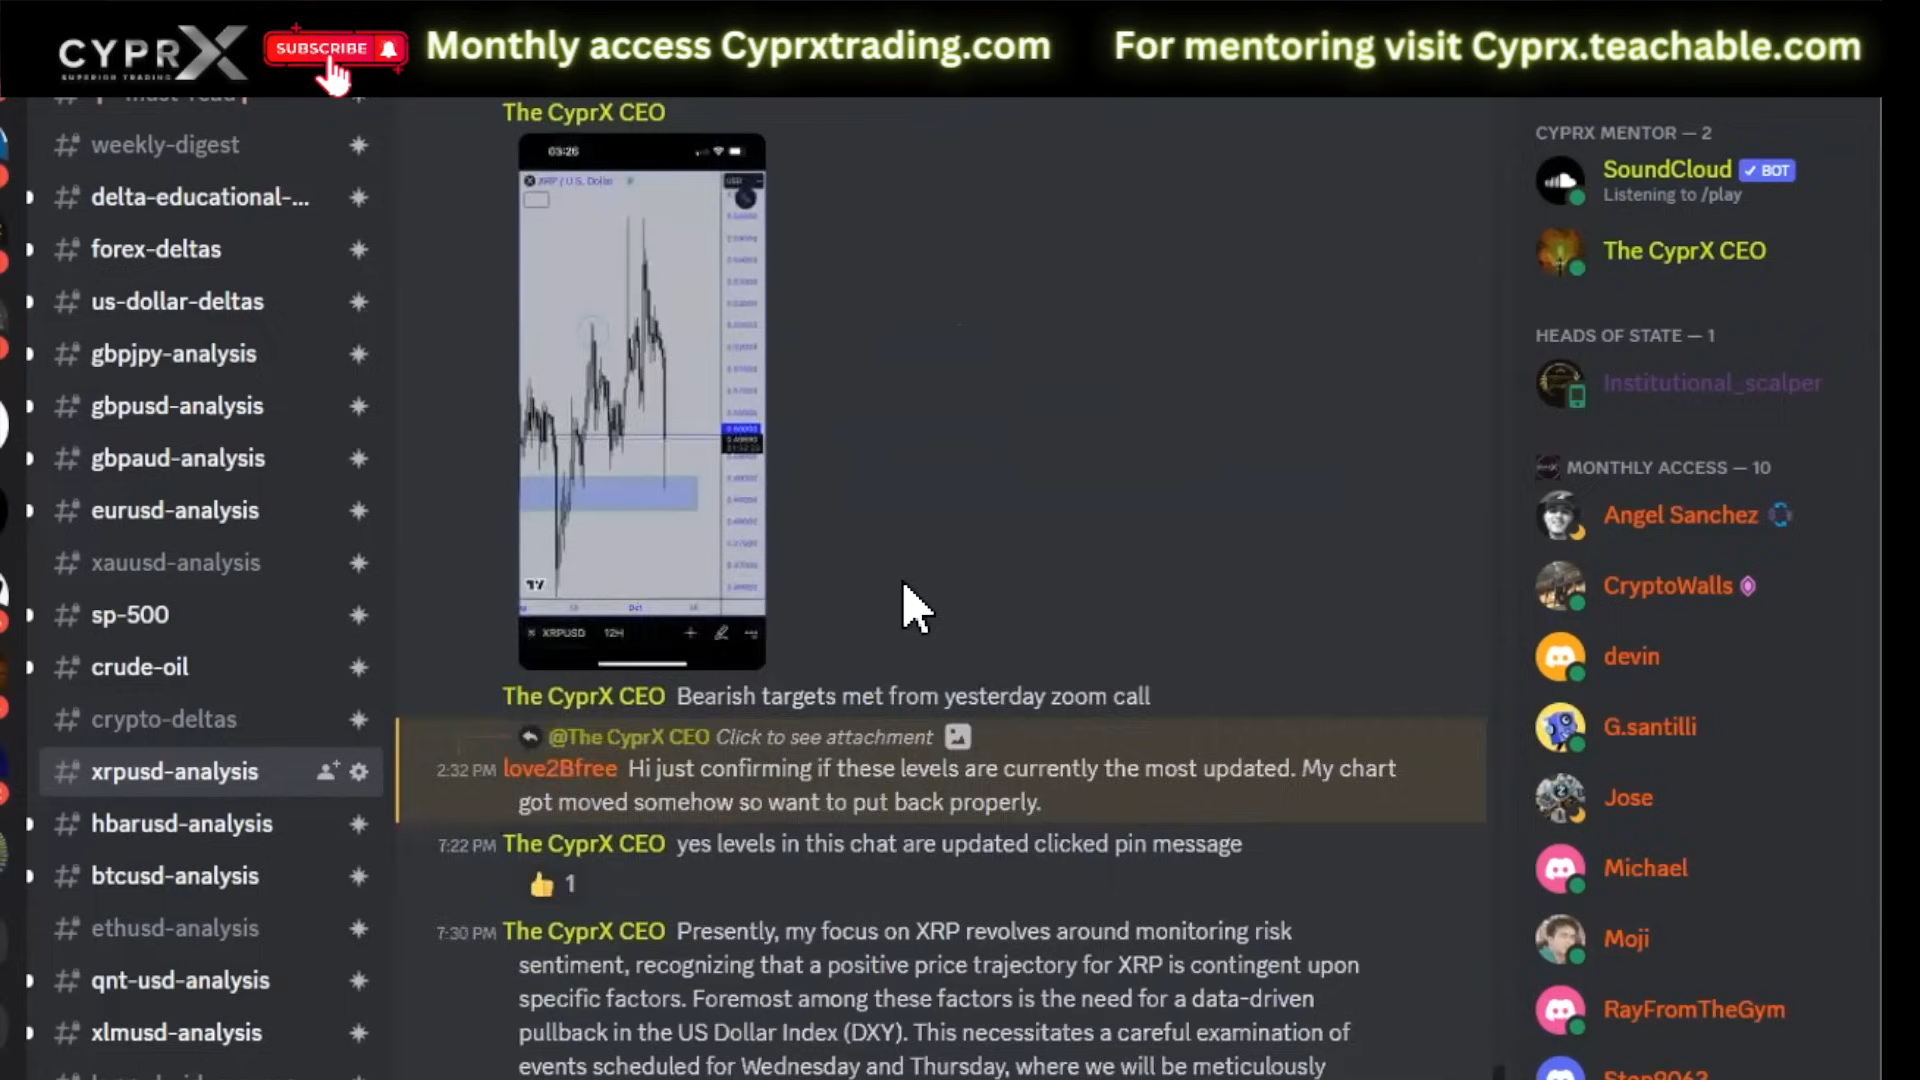 CYPRX
SUPERIOR TRADING
SUBSCRIBE
Monthly access Cyprxtrading.com
For mentoring visit Cyprx.teachable.com
must-read
weekly-digest
delta-educational-...
forex-deltas
us-dollar-deltas
gbpjpy-analysis
gbpusd-analysis
gbpaud-analysis
eurusd-analysis
xauusd-analysis
sp-500
crude-oil
crypto-deltas
xrpusd-analysis
hbarusd-analysis
btcusd-analysis
ethusd-analysis
qnt-usd-analysis
xlmusd-analysis
The CyprX CEO
03:26
XRP / U.S. Dollar
Oct
XRPUSD 12H
The CyprX CEO Bearish targets met from yesterday zoom call
@The CyprX CEO Click to see attachment
2:32 PM love2Bfree Hi just confirming if these levels are currently the most updated. My chart
got moved somehow so want to put back properly.
7:22 PM The CyprX CEO yes levels in this chat are updated clicked pin message
👍 1
7:30 PM The CyprX CEO Presently, my focus on XRP revolves around monitoring risk
sentiment, recognizing that a positive price trajectory for XRP is contingent upon
specific factors. Foremost among these factors is the need for a data-driven
pullback in the US Dollar Index (DXY). This necessitates a careful examination of
events scheduled for Wednesday and Thursday, where we will be meticulously
CYPRX MENTOR — 2
SoundCloud ✓ BOT
Listening to /play
The CyprX CEO
HEADS OF STATE — 1
Institutional_scalper
MONTHLY ACCESS — 10
Angel Sanchez
CryptoWalls
devin
G.santilli
Jose
Michael
Moji
RayFromTheGym